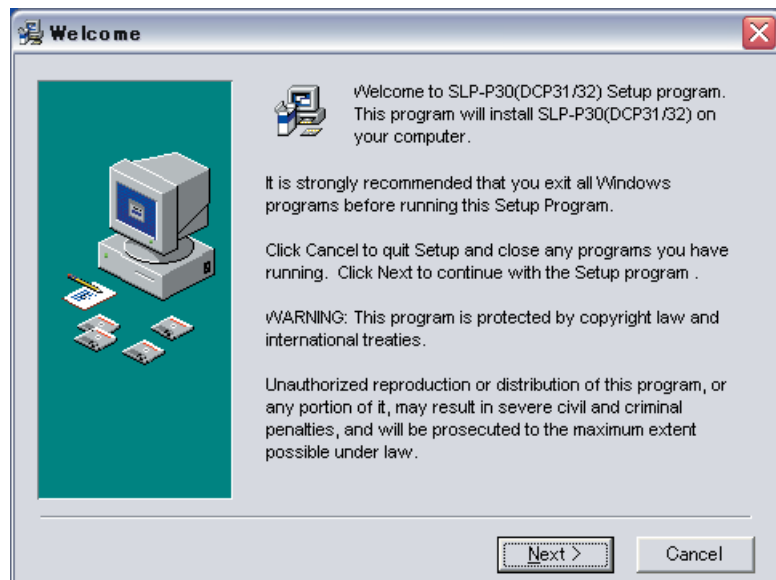 Welcome
Welcome to SLP-P30(DCP31/32) Setup program.
This program will install SLP-P30(DCP31/32) on
your computer.
It is strongly recommended that you exit all Windows
programs before running this Setup Program.
Click Cancel to quit Setup and close any programs you have
running.  Click Next to continue with the Setup program .
WARNING: This program is protected by copyright law and
international treaties.
Unauthorized reproduction or distribution of this program, or
any portion of it, may result in severe civil and criminal
penalties, and will be prosecuted to the maximum extent
possible under law.
Next >
Cancel